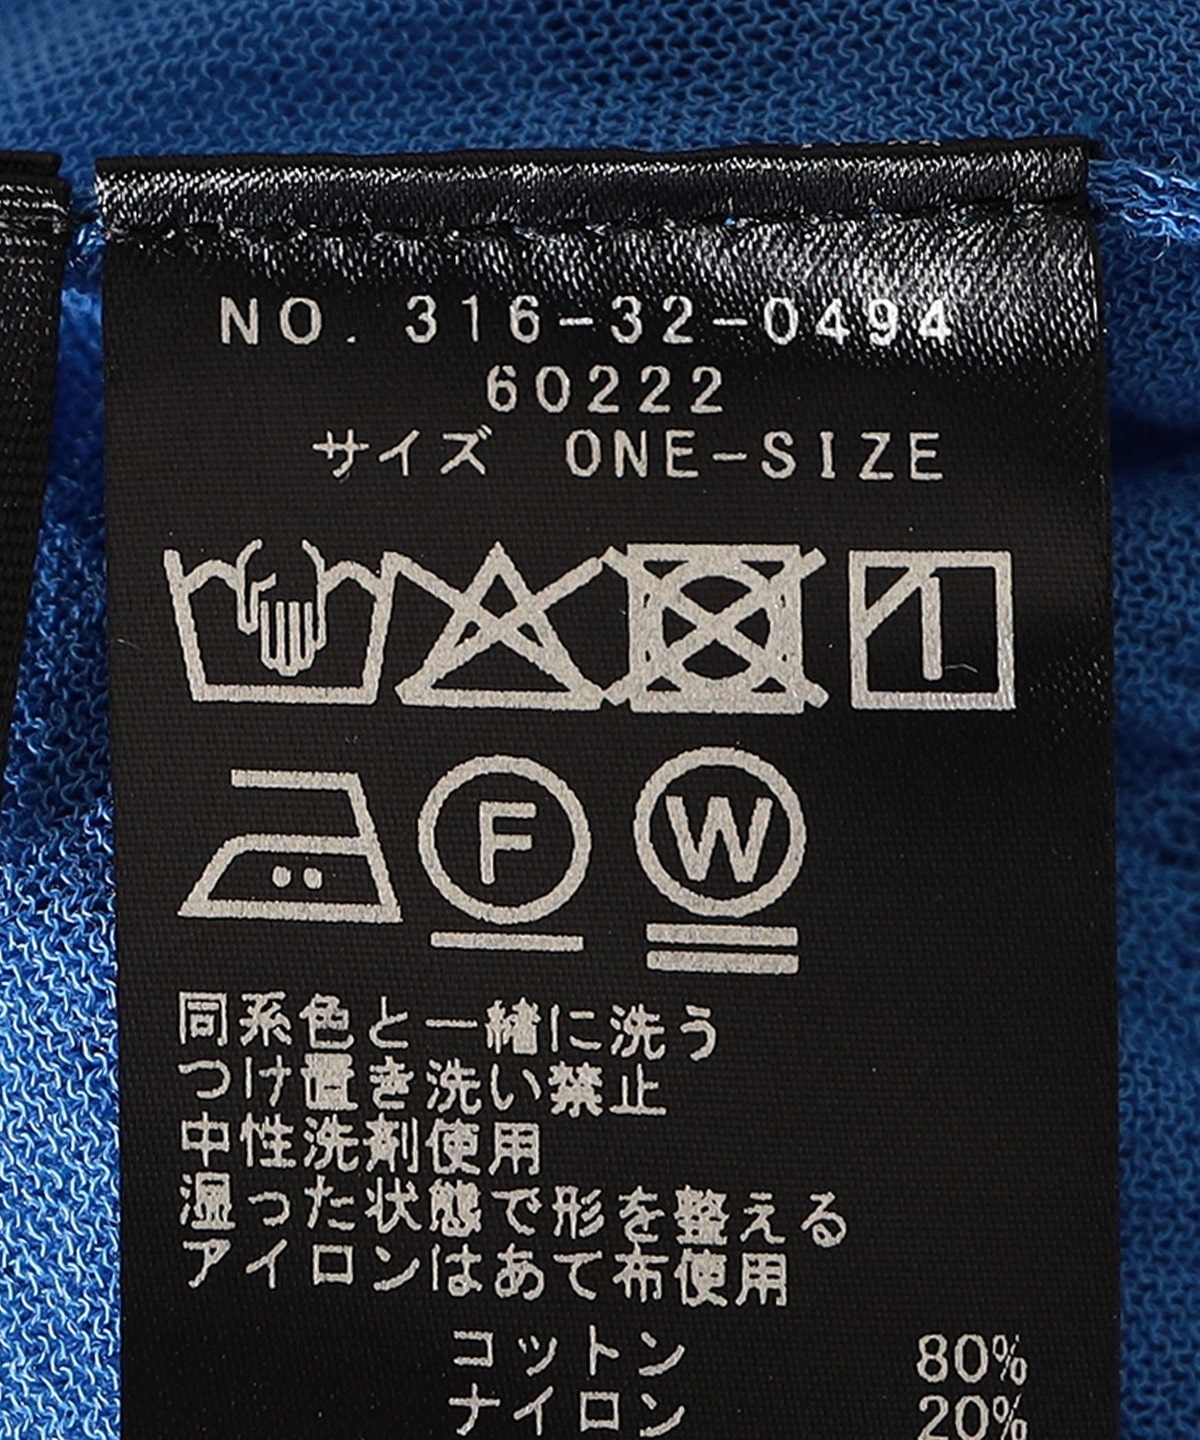 NO. 316-32-0494
60222
サイズ ONE-SIZE
F W
同系色と一緒に洗う
つけ置き洗い禁止
中性洗剤使用
湿った状態で形を整える
アイロンはあて布使用
コットン 80%
ナイロン 20%